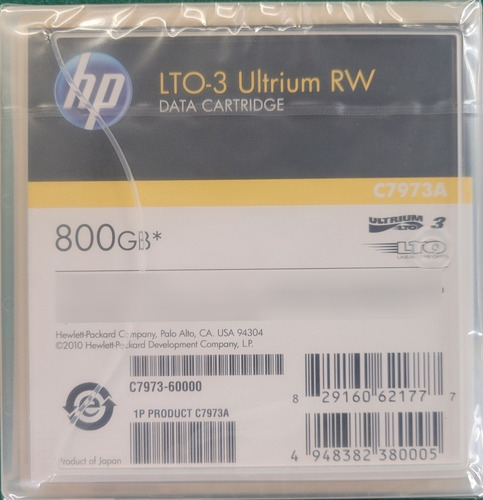 hp
LTO-3 Ultrium RW
DATA CARTRIDGE
C7973A
800GB*
ULTRIUM
LTO 3
LTO
Hewlett-Packard Company, Palo Alto, CA. USA 94304
©2010 Hewlett-Packard Development Company, L.P.
C7973-60000
1P PRODUCT C7973A
8 29160 62177 7
4 948382 380005
Product of Japan